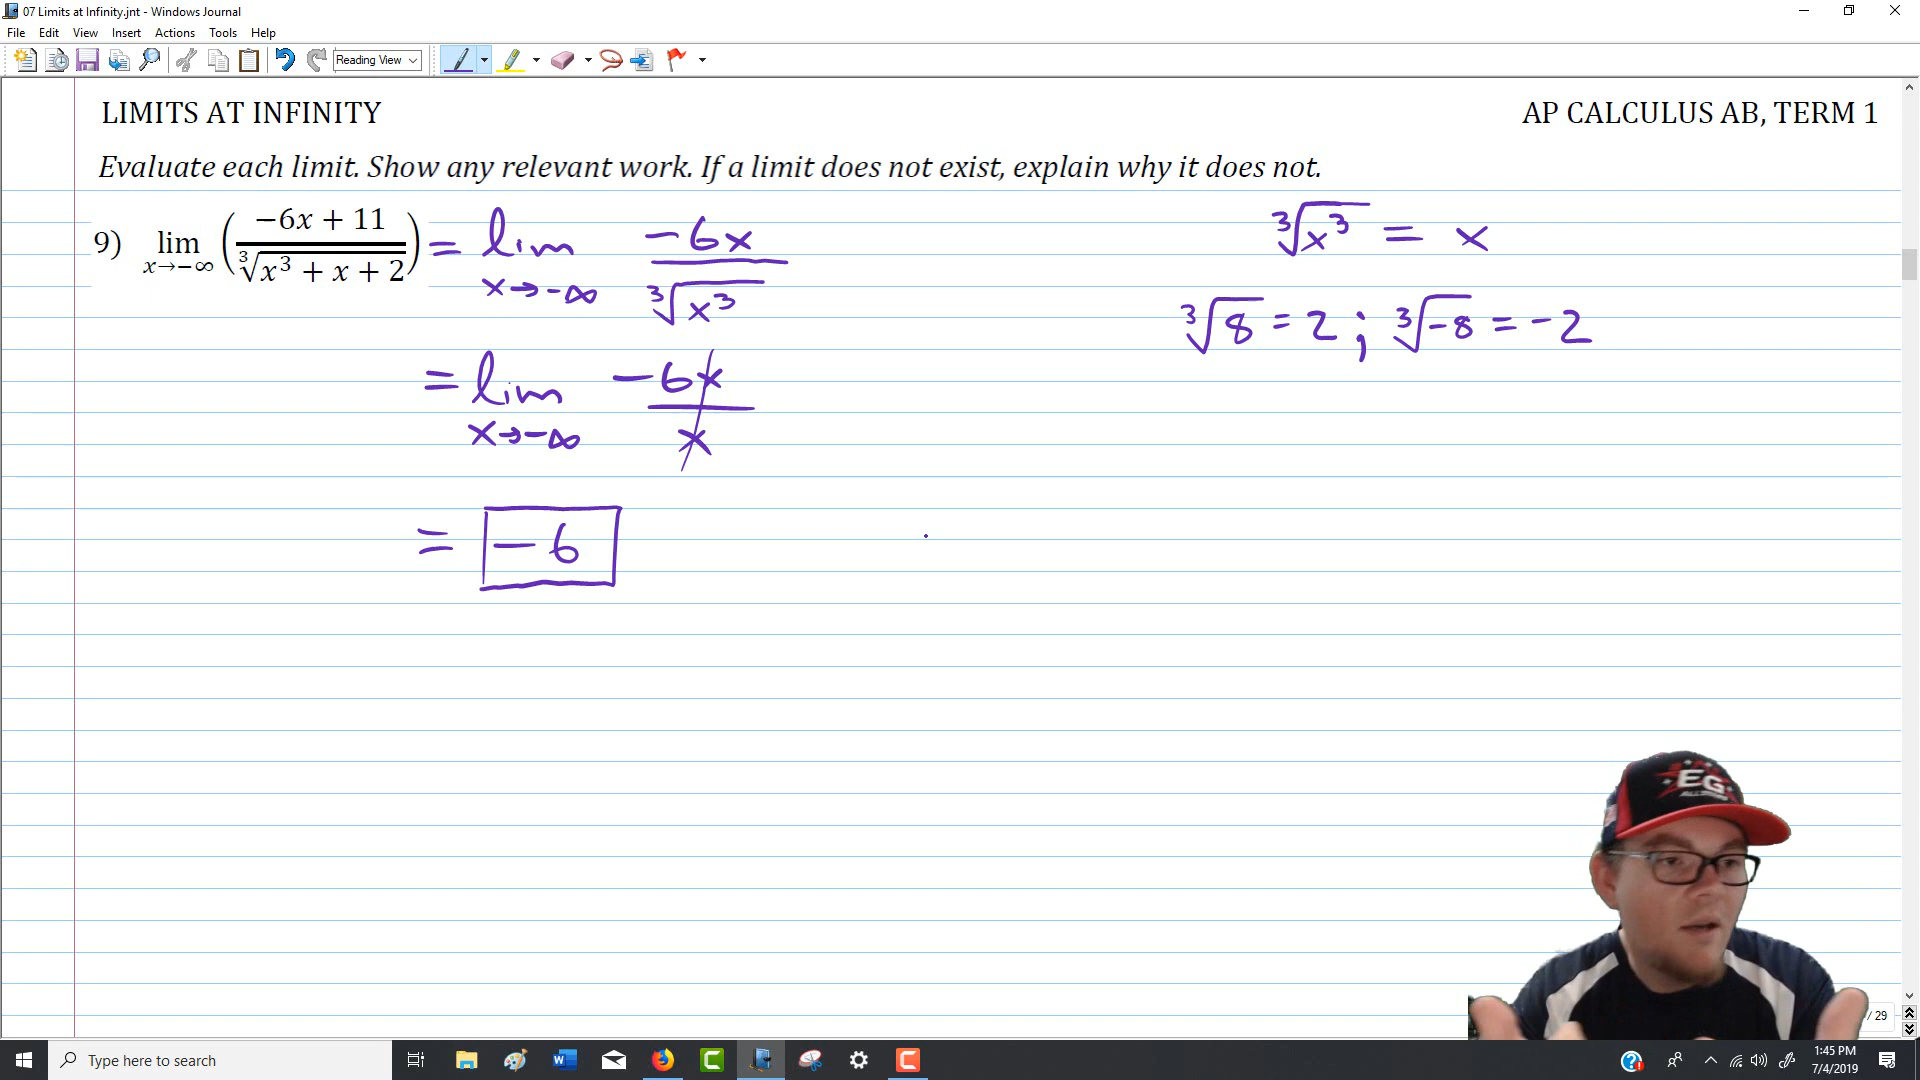 07 Limits at Infinity.jnt - Windows Journal
File Edit View Insert Actions Tools Help
Reading View
LIMITS AT INFINITY
AP CALCULUS AB, TERM 1
Evaluate each limit. Show any relevant work. If a limit does not exist, explain why it does not.
9) lim x→−∞ ( (−6x + 11) / ∛(x³ + x + 2) ) = lim x→−∞ −6x / ∛x³
∛x³ = x
∛8 = 2 ; ∛−8 = −2
= lim x→−∞ −6x / x
= −6
EG
/ 29
Type here to search
1:45 PM
7/4/2019